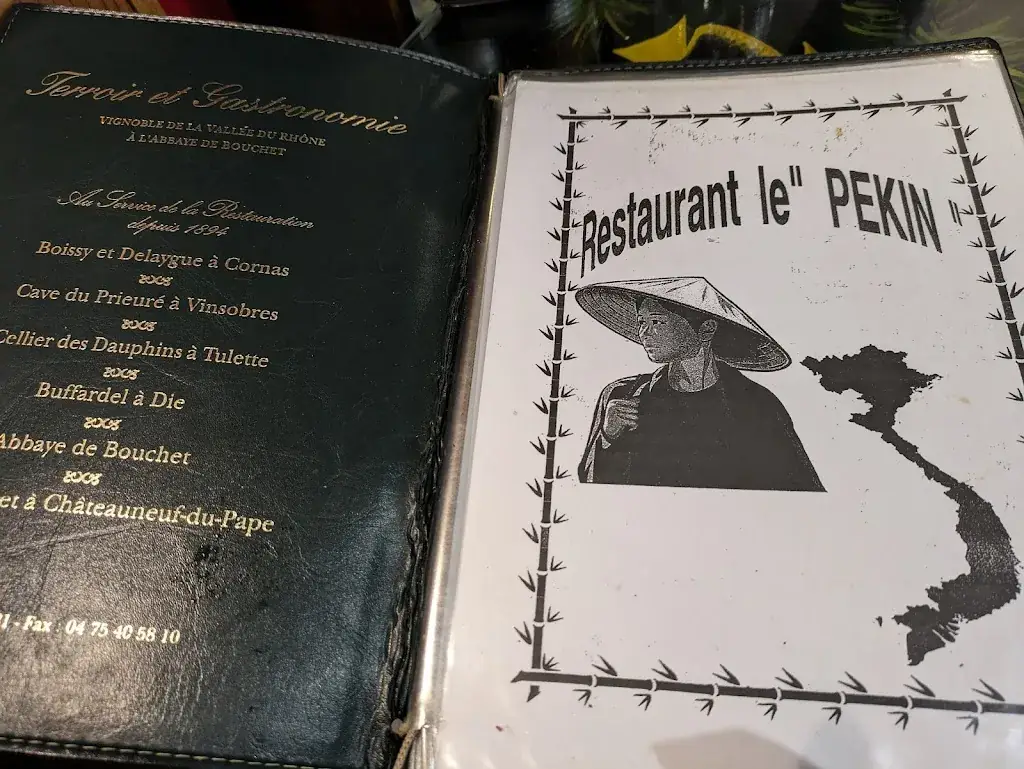 Terroir et Gastronomie
VIGNOBLE DE LA VALLÉE DU RHÔNE
À L'ABBAYE DE BOUCHET
Au Service de la Restauration
depuis 1894
Boissy et Delaygue à Cornas
Cave du Prieuré à Vinsobres
Cellier des Dauphins à Tulette
Buffardel à Die
Abbaye de Bouchet
et à Châteauneuf-du-Pape
- Fax : 04 75 40 58 10
Restaurant le" PEKIN "